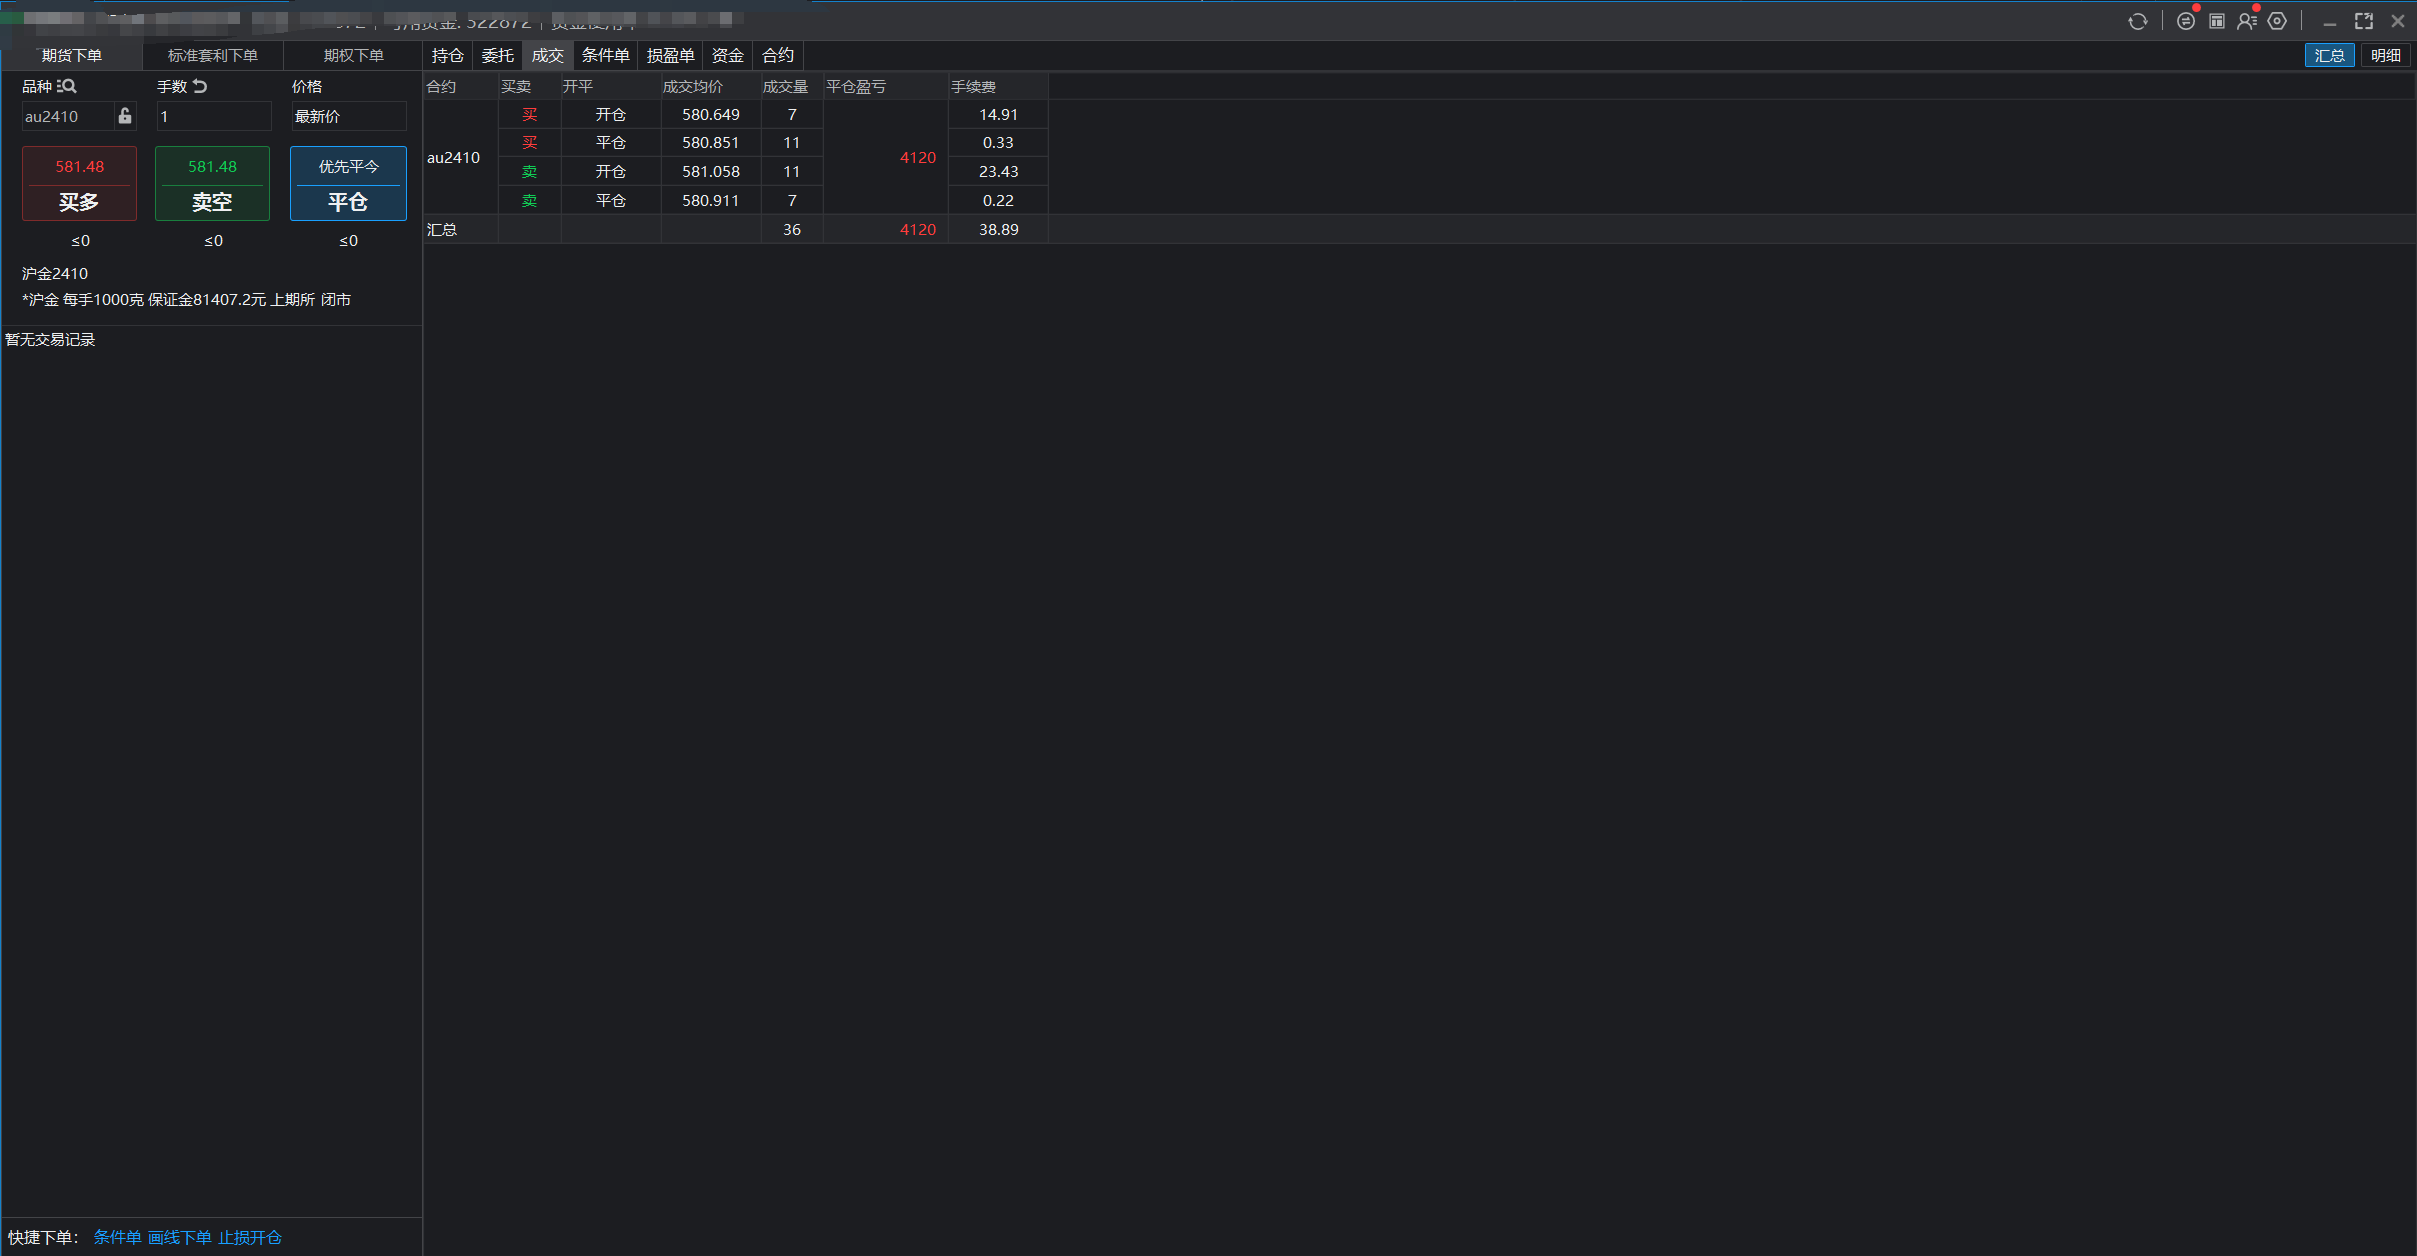 期货下单 标准套利下单 期权下单 持仓 委托 成交 条件单 损盈单 资金 合约 汇总 明细
品种 手数 价格
au2410 1 最新价
581.48 581.48 优先平今
买多 卖空 平仓
≤0 ≤0 ≤0
沪金2410
*沪金 每手1000克 保证金81407.2元 上期所 闭市
暂无交易记录
合约 买卖 开平 成交均价 成交量 平仓盈亏 手续费
买 开仓 580.649 7 14.91
买 平仓 580.851 11 0.33
au2410 4120
卖 开仓 581.058 11 23.43
卖 平仓 580.911 7 0.22
汇总 36 4120 38.89
快捷下单： 条件单 画线下单 止损开仓